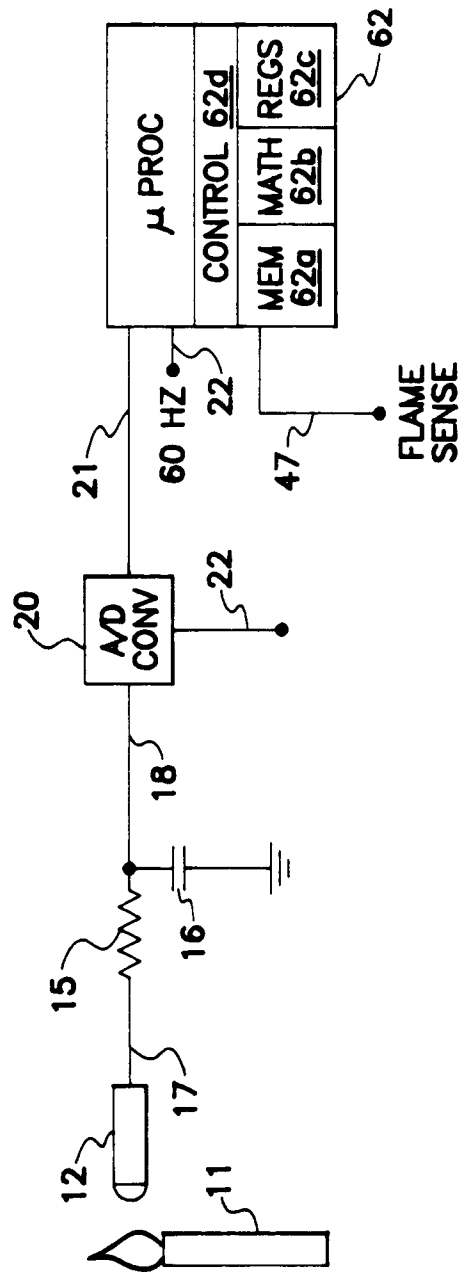 11
12
17
15
16
18
20
A/D
CONV
22
21
60 HZ
22
47
FLAME
SENSE
μ PROC
CONTROL 62d
MEM
62a
MATH
62b
REGS
62c
62